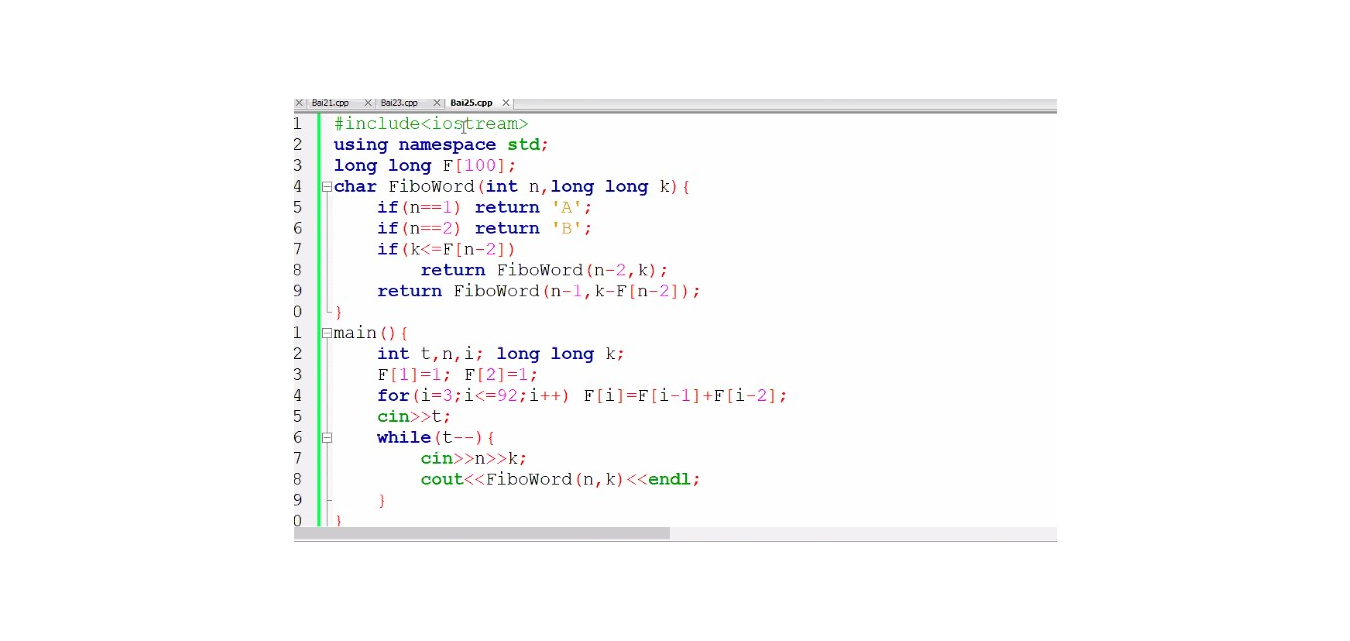 Bai21.cpp Bai23.cpp Bai25.cpp
1 #include<iostream>
2 using namespace std;
3 long long F[100];
4 char FiboWord(int n,long long k){
5 if(n==1) return 'A';
6 if(n==2) return 'B';
7 if(k<=F[n-2])
8 return FiboWord(n-2,k);
9 return FiboWord(n-1,k-F[n-2]);
0 }
1 main(){
2 int t,n,i; long long k;
3 F[1]=1; F[2]=1;
4 for(i=3;i<=92;i++) F[i]=F[i-1]+F[i-2];
5 cin>>t;
6 while(t--){
7 cin>>n>>k;
8 cout<<FiboWord(n,k)<<endl;
9 }
0 }